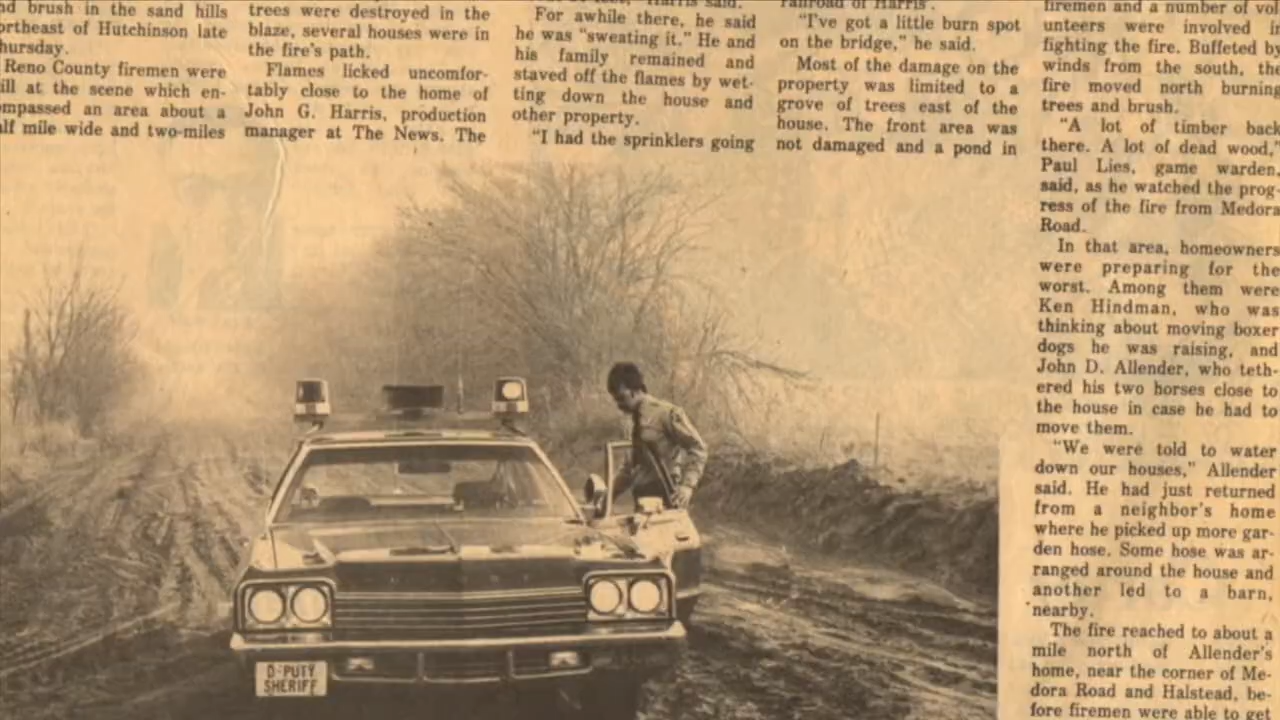 brush in the sand hills
of Hutchinson late
Reno County firemen were
at the scene which en-
an area about a
mile wide and two-miles
trees were destroyed in the
blaze, several houses were in
the fire's path.
Flames licked uncomfor-
tably close to the home of
John G. Harris, production
manager at The News. The
Harris said.
For awhile there, he said
he was "sweating it." He and
his family remained and
staved off the flames by wet-
ting down the house and
other property.
"I had the sprinklers going
railroad of Harris'.
"I've got a little burn spot
on the bridge," he said.
Most of the damage on the
property was limited to a
grove of trees east of the
house. The front area was
not damaged and a pond in
firemen and a number of vol-
unteers were involved in
fighting the fire. Buffeted by
winds from the south, the
fire moved north burning
trees and brush.
"A lot of timber back
there. A lot of dead wood,"
Paul Lies, game warden,
said, as he watched the prog-
ress of the fire from Medora
Road.
In that area, homeowners
were preparing for the
worst. Among them were
Ken Hindman, who was
thinking about moving boxer
dogs he was raising, and
John D. Allender, who teth-
ered his two horses close to
the house in case he had to
move them.
"We were told to water
down our houses," Allender
said. He had just returned
from a neighbor's home
where he picked up more gar-
den hose. Some hose was ar-
ranged around the house and
another led to a barn,
nearby.
The fire reached to about a
mile north of Allender's
home, near the corner of Me-
dora Road and Halstead, be-
fore firemen were able to get
DEPUTY
SHERIFF